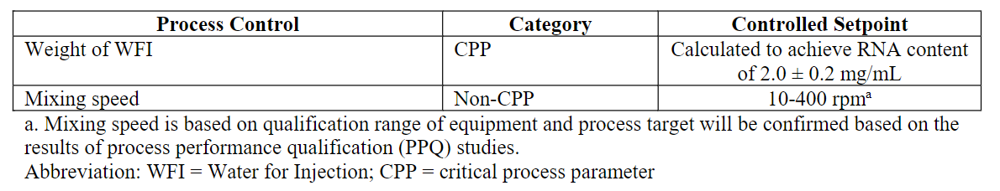 Process Control Category Controlled Setpoint
Weight of WFI CPP Calculated to achieve RNA content
of 2.0 ± 0.2 mg/mL
Mixing speed Non-CPP 10-400 rpmᵃ
a. Mixing speed is based on qualification range of equipment and process target will be confirmed based on the
results of process performance qualification (PPQ) studies.
Abbreviation: WFI = Water for Injection; CPP = critical process parameter